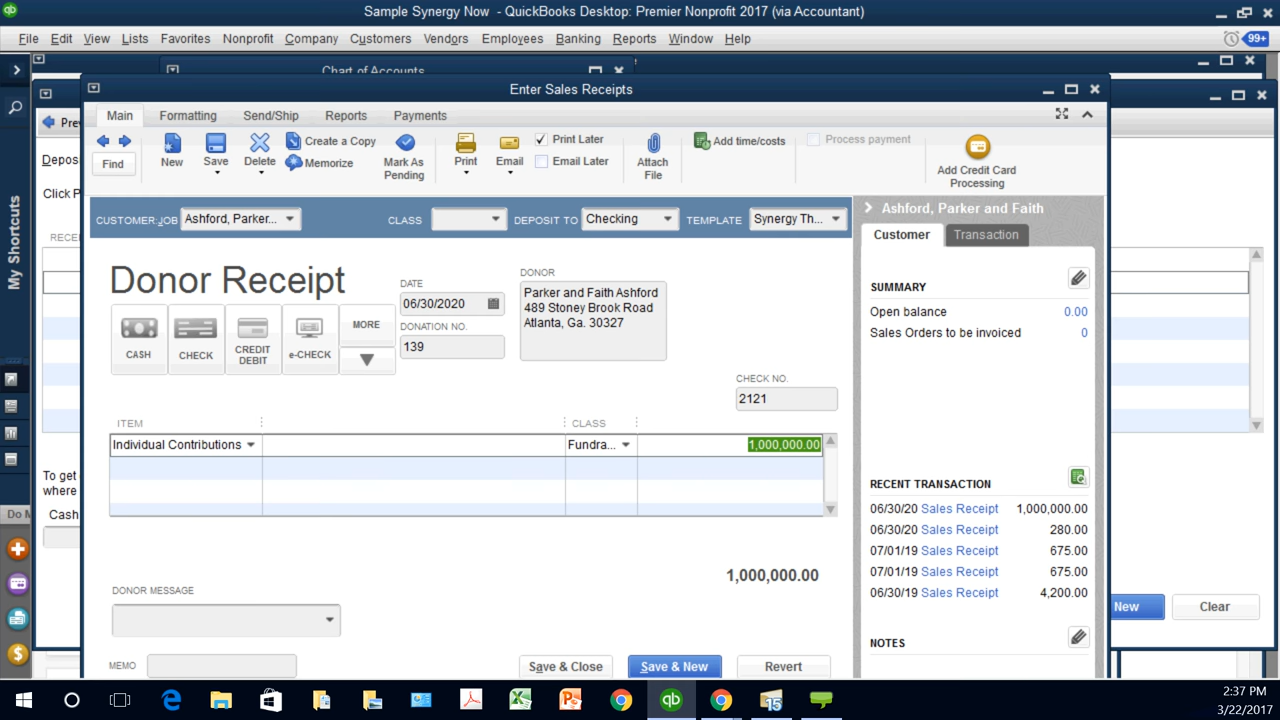 Sample Synergy Now - QuickBooks Desktop: Premier Nonprofit 2017 (via Accountant)
File Edit View Lists Favorites Nonprofit Company Customers Vendors Employees Banking Reports Window Help
99+
Chart of Accounts
Enter Sales Receipts
Main Formatting Send/Ship Reports Payments
Find
New
Save
Delete
Create a Copy
Memorize
Mark As
Pending
Print
Email
Print Later
Email Later
Attach
File
Add time/costs
Process payment
Add Credit Card
Processing
Click P
My Shortcuts
CUSTOMER:JOB Ashford, Parker... CLASS DEPOSIT TO Checking TEMPLATE Synergy Th...
Donor Receipt
DATE
06/30/2020
DONATION NO.
139
DONOR
Parker and Faith Ashford
489 Stoney Brook Road
Atlanta, Ga. 30327
CASH
CHECK
CREDIT
DEBIT
e-CHECK
MORE
CHECK NO.
2121
ITEM CLASS
Individual Contributions Fundra... 1,000,000.00
1,000,000.00
To get
where
Cash
Do M
DONOR MESSAGE
MEMO
Save & Close Save & New Revert
Ashford, Parker and Faith
Customer Transaction
SUMMARY
Open balance 0.00
Sales Orders to be invoiced 0
RECENT TRANSACTION
06/30/20 Sales Receipt 1,000,000.00
06/30/20 Sales Receipt 280.00
07/01/19 Sales Receipt 675.00
07/01/19 Sales Receipt 675.00
06/30/19 Sales Receipt 4,200.00
NOTES
New Clear
qb
15
2:37 PM
3/22/2017